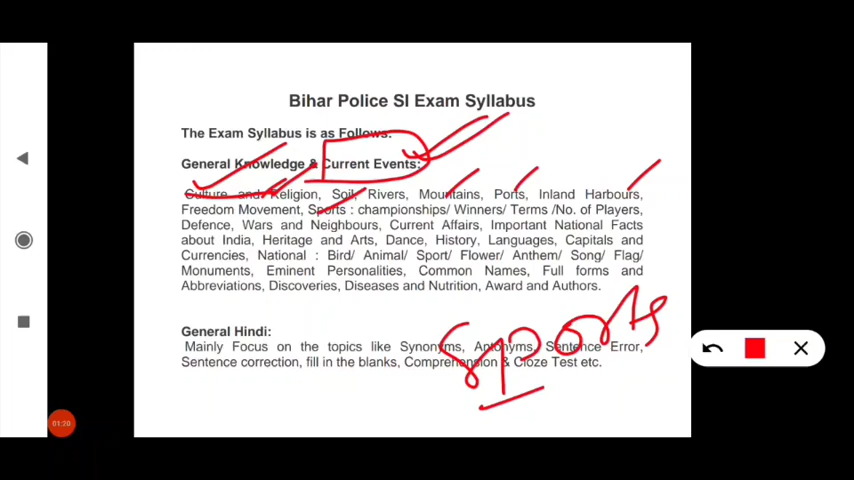 Bihar Police SI Exam Syllabus
The Exam Syllabus is as Follows:
General Knowledge & Current Events:
Culture and Religion, Soil, Rivers, Mountains, Ports, Inland Harbours,
Freedom Movement, Sports : championships/ Winners/ Terms /No. of Players,
Defence, Wars and Neighbours, Current Affairs, Important National Facts
about India, Heritage and Arts, Dance, History, Languages, Capitals and
Currencies, National : Bird/ Animal/ Sport/ Flower/ Anthem/ Song/ Flag/
Monuments, Eminent Personalities, Common Names, Full forms and
Abbreviations, Discoveries, Diseases and Nutrition, Award and Authors.
General Hindi:
Mainly Focus on the topics like Synonyms, Antonyms, Sentence Error,
Sentence correction, fill in the blanks, Comprehension & Cloze Test etc.
Sports
01:20